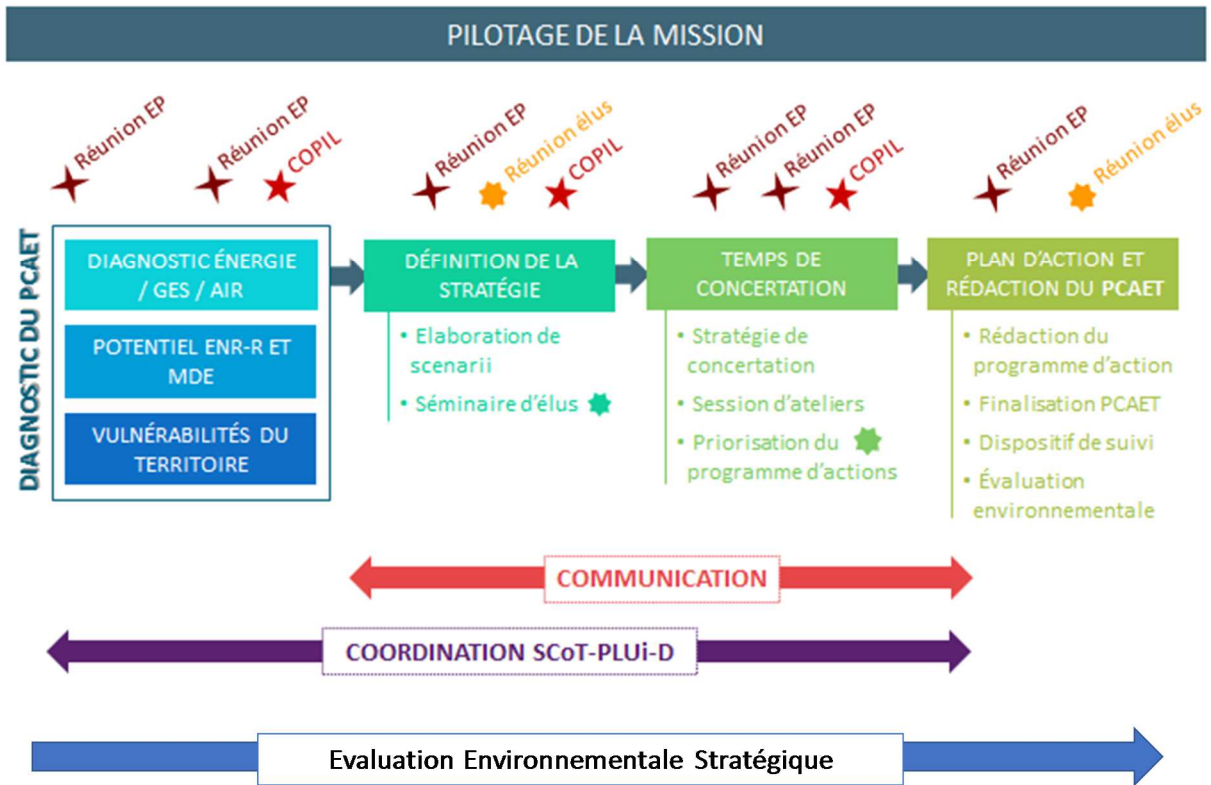 PILOTAGE DE LA MISSION
Réunion EP
Réunion EP
COPIL
Réunion EP
Réunion élus
COPIL
Réunion EP
Réunion EP
COPIL
Réunion EP
Réunion élus
DIAGNOSTIC DU PCAET
DIAGNOSTIC ÉNERGIE
/ GES / AIR
POTENTIEL ENR-R ET
MDE
VULNÉRABILITÉS DU
TERRITOIRE
DÉFINITION DE LA
STRATÉGIE
• Elaboration de
scenarii
• Séminaire d'élus
TEMPS DE
CONCERTATION
• Stratégie de
concertation
• Session d'ateliers
• Priorisation du
programme d'actions
PLAN D'ACTION ET
RÉDACTION DU PCAET
• Rédaction du
programme d'action
• Finalisation PCAET
• Dispositif de suivi
• Évaluation
environnementale
COMMUNICATION
COORDINATION SCoT-PLUi-D
Evaluation Environnementale Stratégique